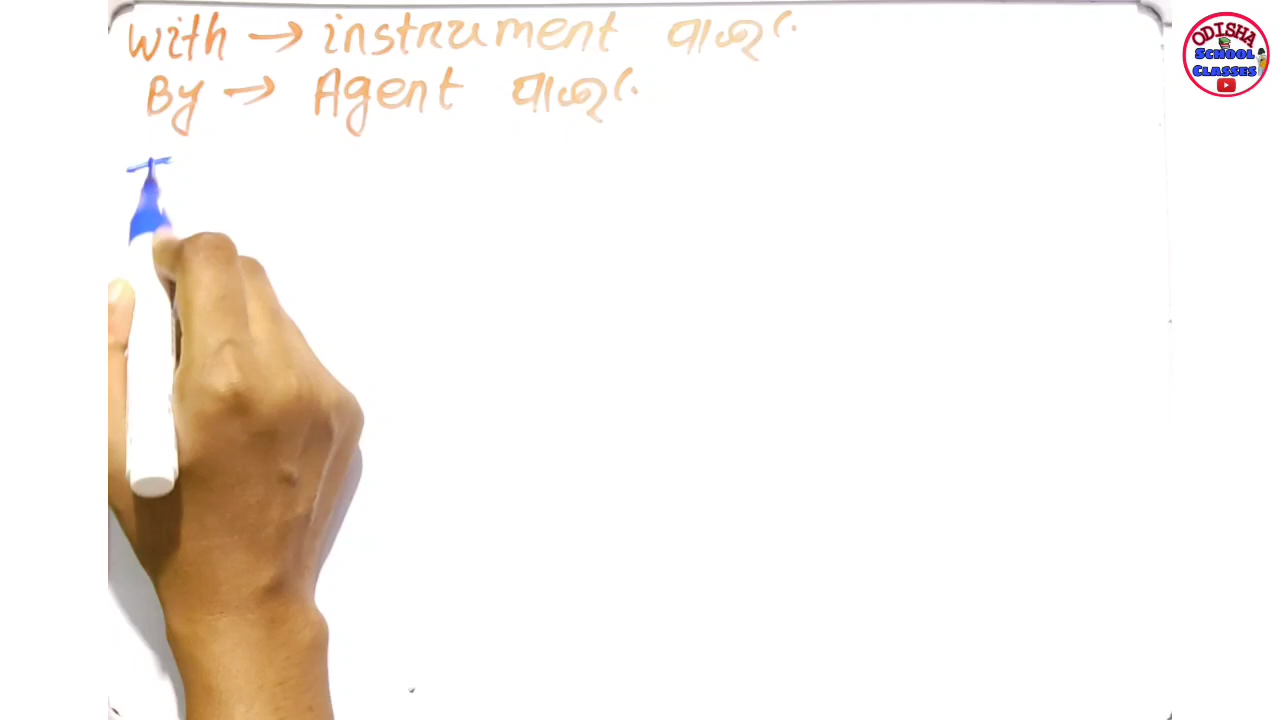 With → instrument ପାଇଁ
By → Agent ପାଇଁ
ODISHA
SCHOOL
CLASSES